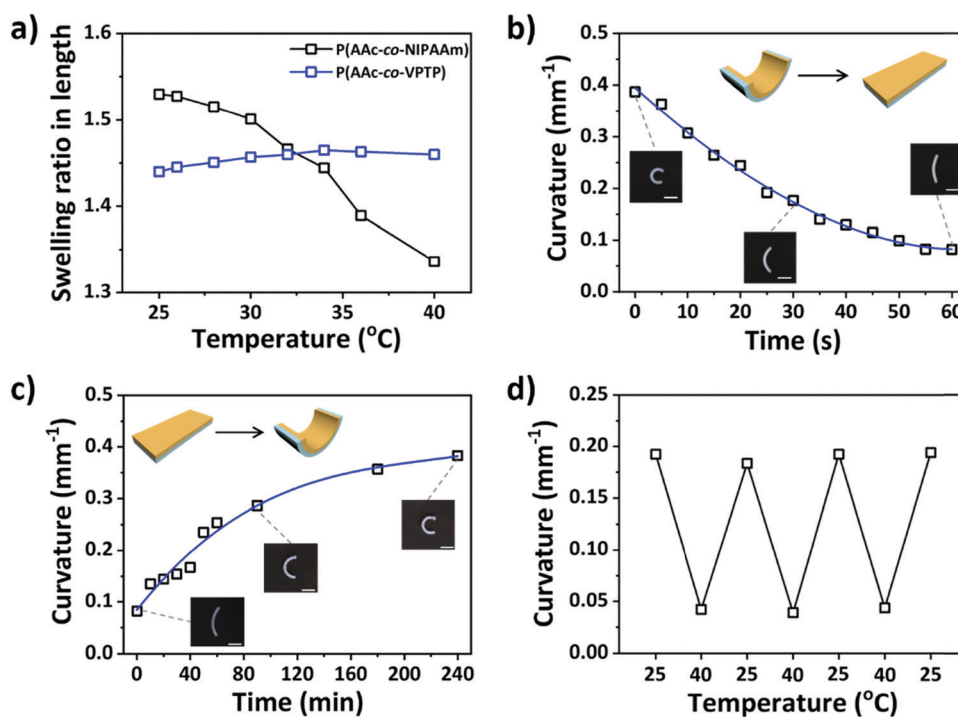 a)
Swelling ratio in length
1.6
1.5
1.4
1.3
P(AAc-co-NIPAAm)
P(AAc-co-VPTP)
25 30 35 40
Temperature (°C)
b)
Curvature (mm⁻¹)
0.5
0.4
0.3
0.2
0.1
0.0
0 10 20 30 40 50 60
Time (s)
c)
Curvature (mm⁻¹)
0.5
0.4
0.3
0.2
0.1
0.0
0 40 80 120 160 200 240
Time (min)
d)
Curvature (mm⁻¹)
0.25
0.20
0.15
0.10
0.05
0.00
25 40 25 40 25 40 25
Temperature (°C)